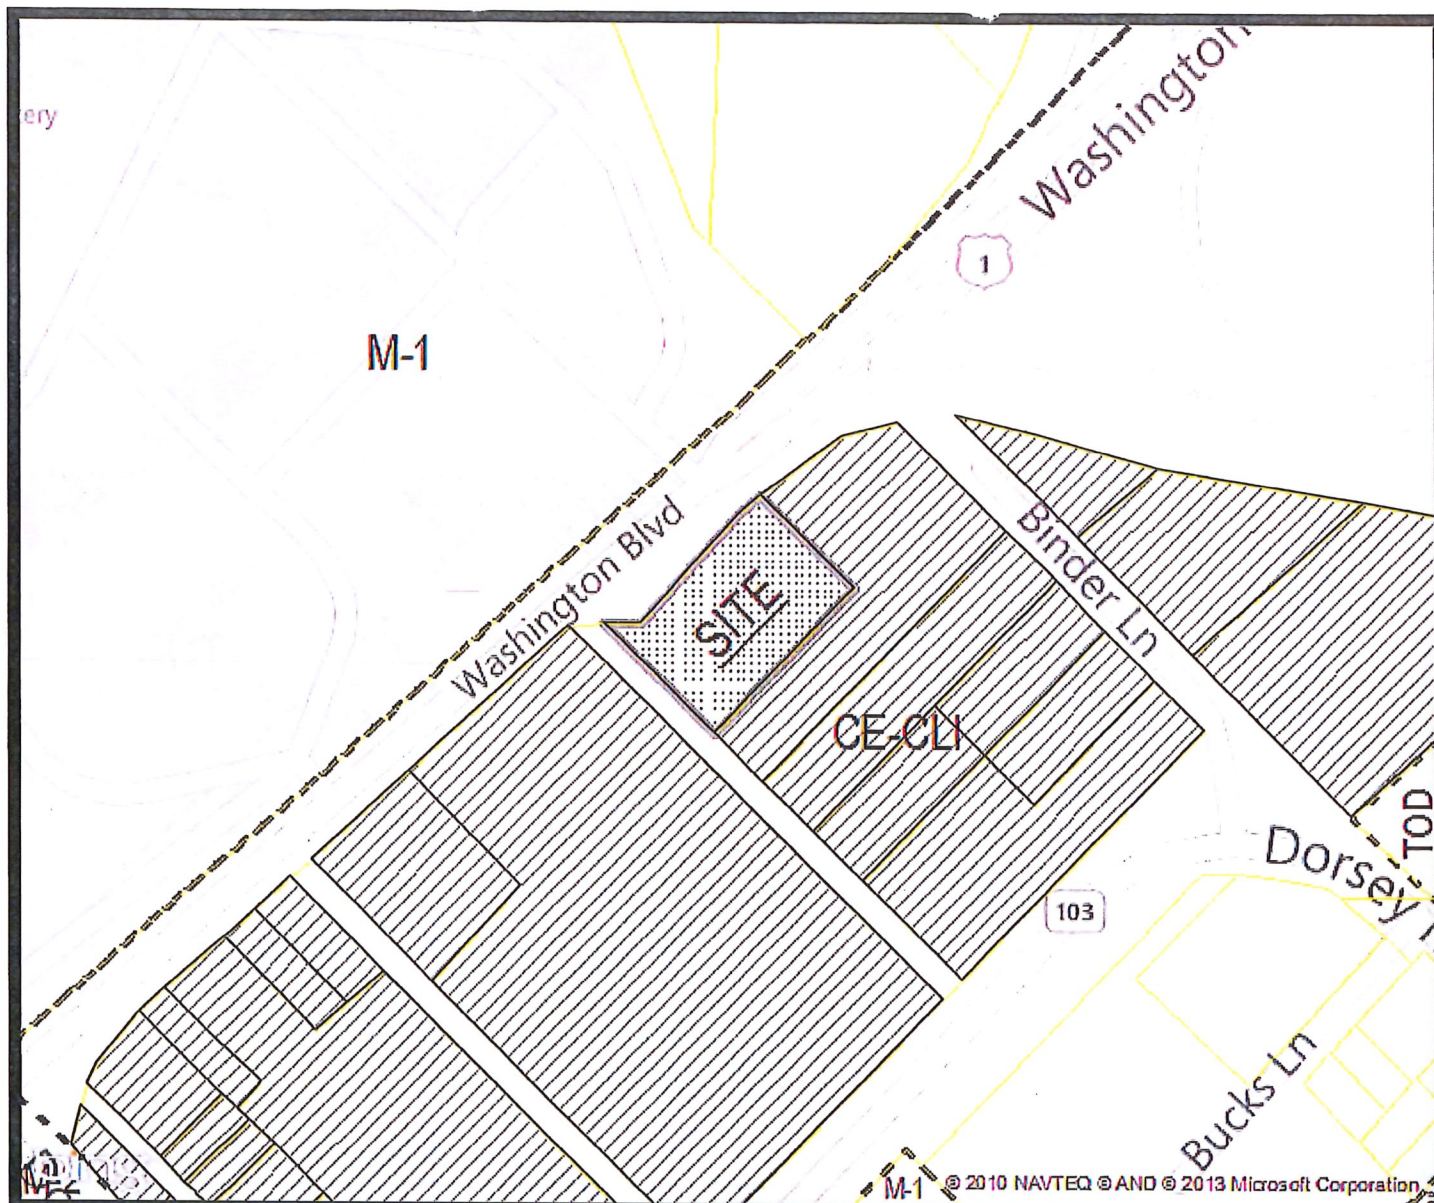 Washington
ery
1
M-1
Washington Blvd
Binder Ln
SITE
CE-CLI
TOD
Dorsey
103
Bucks Ln
M-1
© 2010 NAVTEQ © AND © 2013 Microsoft Corporation